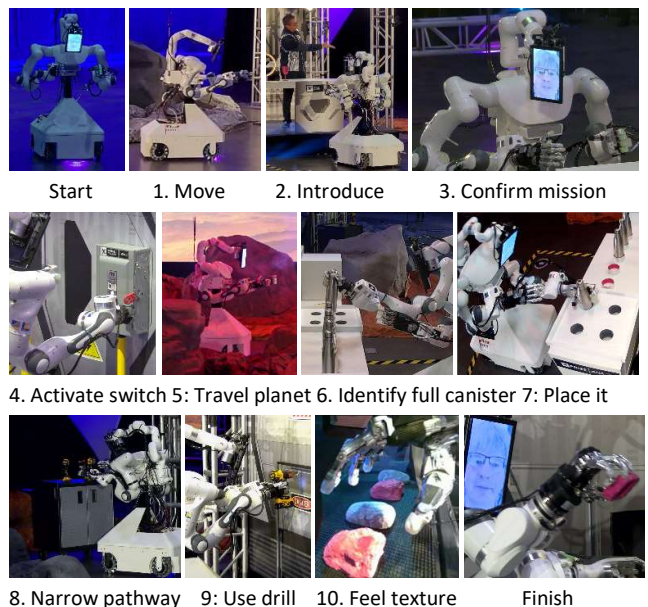 Start 1. Move 2. Introduce 3. Confirm mission
4. Activate switch 5: Travel planet 6. Identify full canister 7: Place it
8. Narrow pathway 9: Use drill 10. Feel texture Finish